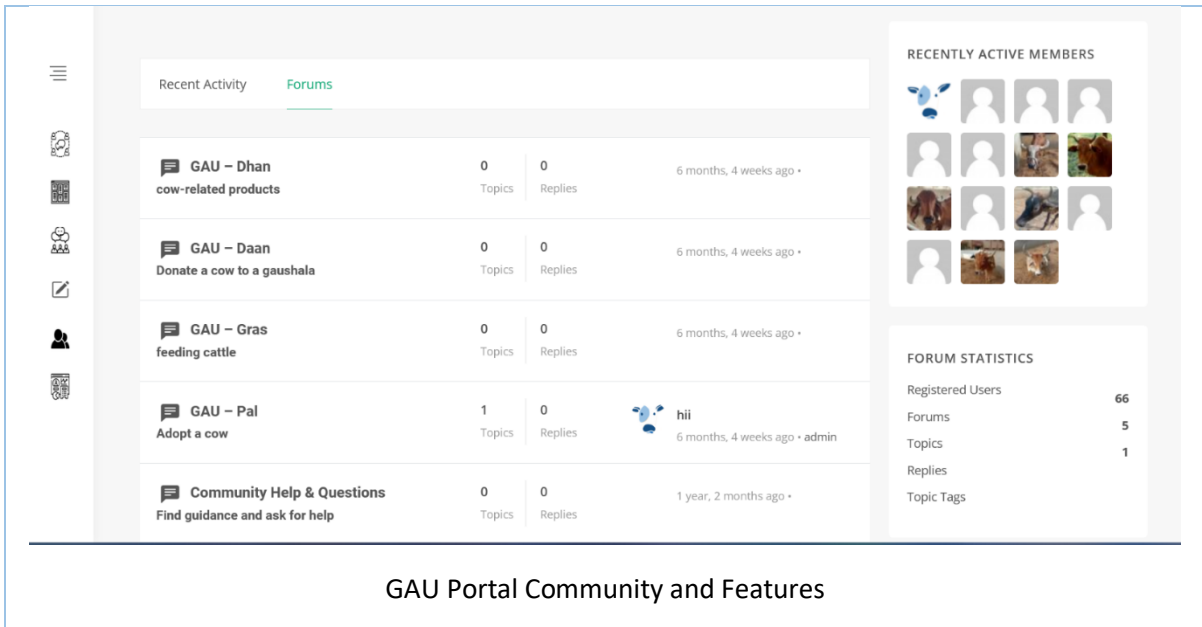 Recent Activity Forums
GAU – Dhan
cow-related products
0 Topics
0 Replies
6 months, 4 weeks ago •
GAU – Daan
Donate a cow to a gaushala
0 Topics
0 Replies
6 months, 4 weeks ago •
GAU – Gras
feeding cattle
0 Topics
0 Replies
6 months, 4 weeks ago •
GAU – Pal
Adopt a cow
1 Topics
0 Replies
hii
6 months, 4 weeks ago • admin
Community Help & Questions
Find guidance and ask for help
0 Topics
0 Replies
1 year, 2 months ago •
RECENTLY ACTIVE MEMBERS
FORUM STATISTICS
Registered Users 66
Forums 5
Topics 1
Replies
Topic Tags
GAU Portal Community and Features